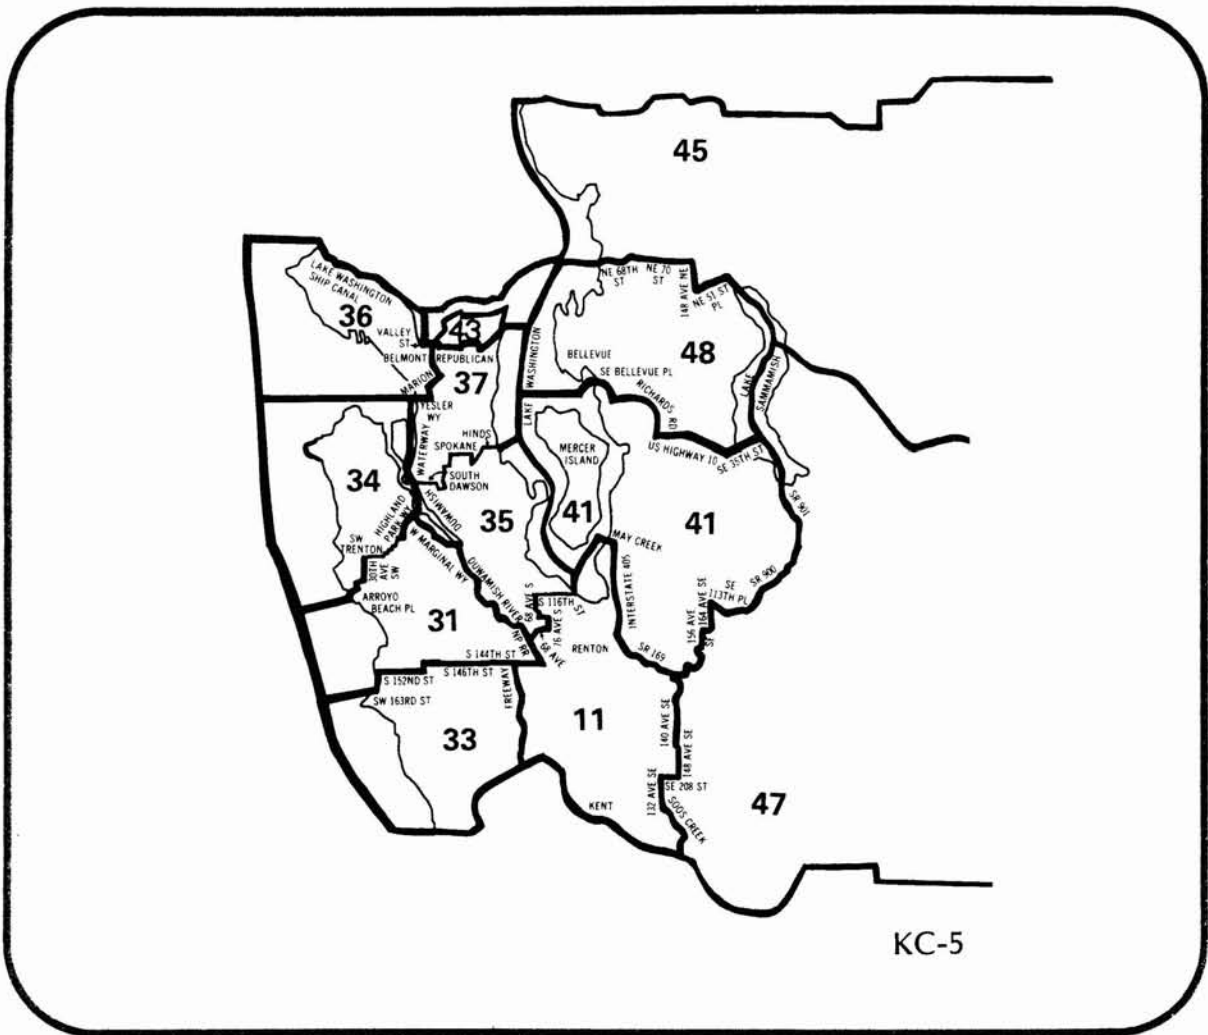 45
LAKE WASHINGTON
SHIP CANAL
36
VALLEY
ST
43
BELMONT
REPUBLICAN
MARION
37
YESLER
WY
WATERWAY
HINDS
SPOKANE
SOUTH
DAWSON
LAKE
WASHINGTON
NE 68TH
ST
NE 70
ST
148 AVE NE
NE 51 ST
PL
48
BELLEVUE
SE BELLEVUE PL
RICHARDS
RD
LAKE
SAMMAMISH
US HIGHWAY 10
SE 35TH ST
MERCER
ISLAND
41
41
SR 901
34
HIGHLAND
PARK WY
SW
TRENTON
30TH
AVE
SW
DUWAMISH
W MARGINAL WY
35
DUWAMISH RIVER
MAY CREEK
INTERSTATE 405
SR 900
SE
113TH PL
164 AVE SE
156 AVE
SE
ARROYO
BEACH PL
31
68 AVE S
S 116TH
ST
76 AVE S
68 AVE
NP RR
RENTON
SR 169
S 144TH ST
S 146TH ST
S 152ND ST
SW 163RD ST
FREEWAY
33
11
140 AVE SE
148 AVE SE
132 AVE SE
SE 208 ST
SOOS CREEK
KENT
47
KC-5